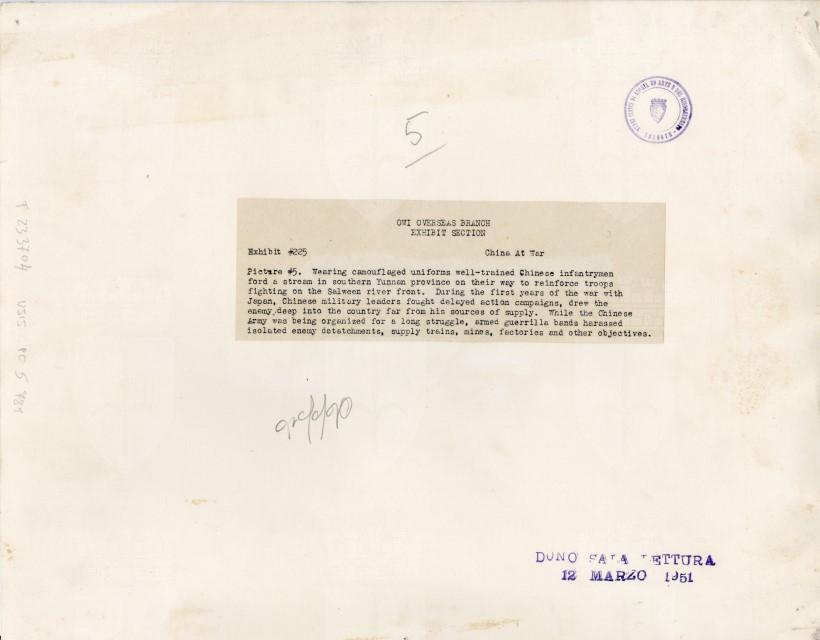 5
OWI OVERSEAS BRANCH
EXHIBIT SECTION
Exhibit #225 China At War
Picture #5. Wearing camouflaged uniforms well-trained Chinese infantrymen
ford a stream in southern Yunnan province on their way to reinforce troops
fighting on the Salween river front. During the first years of the war with
Japan, Chinese military leaders fought delayed action campaigns, drew the
enemy deep into the country far from his sources of supply. While the Chinese
Army was being organized for a long struggle, armed guerrilla bands harassed
isolated enemy detatchments, supply trains, mines, factories and other objectives.
DONO SALA LETTURA
12 MARZO 1951